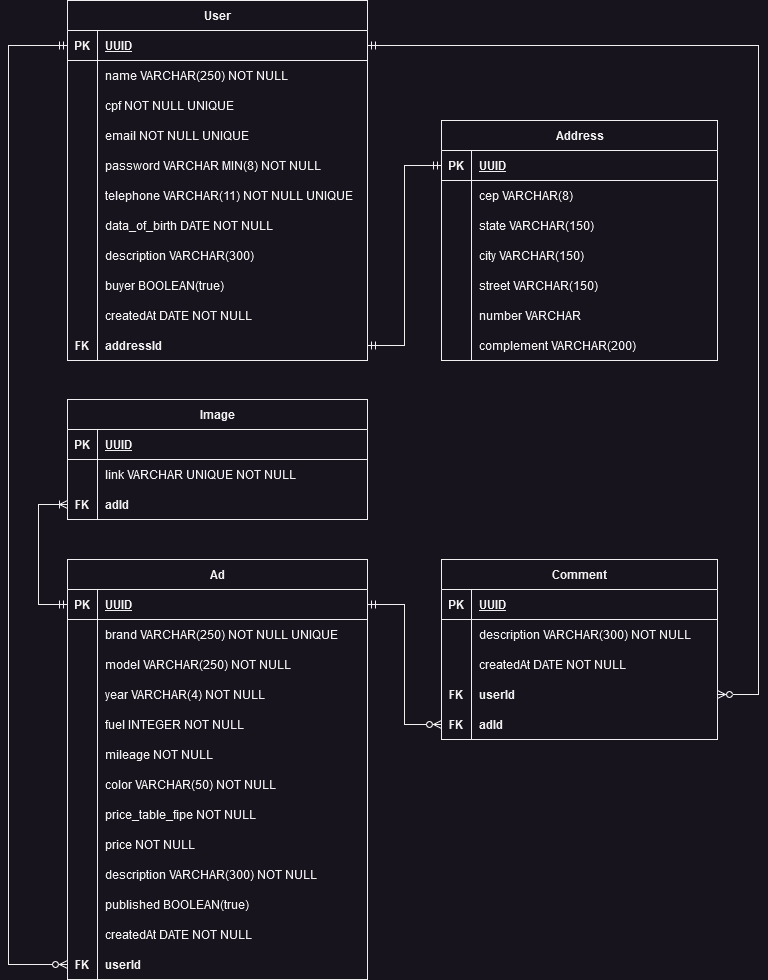 User
PK UUID
name VARCHAR(250) NOT NULL
cpf NOT NULL UNIQUE
email NOT NULL UNIQUE
password VARCHAR MIN(8) NOT NULL
telephone VARCHAR(11) NOT NULL UNIQUE
data_of_birth DATE NOT NULL
description VARCHAR(300)
buyer BOOLEAN(true)
createdAt DATE NOT NULL
FK addressId
Address
PK UUID
cep VARCHAR(8)
state VARCHAR(150)
city VARCHAR(150)
street VARCHAR(150)
number VARCHAR
complement VARCHAR(200)
Image
PK UUID
link VARCHAR UNIQUE NOT NULL
FK adId
Ad
PK UUID
brand VARCHAR(250) NOT NULL UNIQUE
model VARCHAR(250) NOT NULL
year VARCHAR(4) NOT NULL
fuel INTEGER NOT NULL
mileage NOT NULL
color VARCHAR(50) NOT NULL
price_table_fipe NOT NULL
price NOT NULL
description VARCHAR(300) NOT NULL
published BOOLEAN(true)
createdAt DATE NOT NULL
FK userId
Comment
PK UUID
description VARCHAR(300) NOT NULL
createdAt DATE NOT NULL
FK userId
FK adId